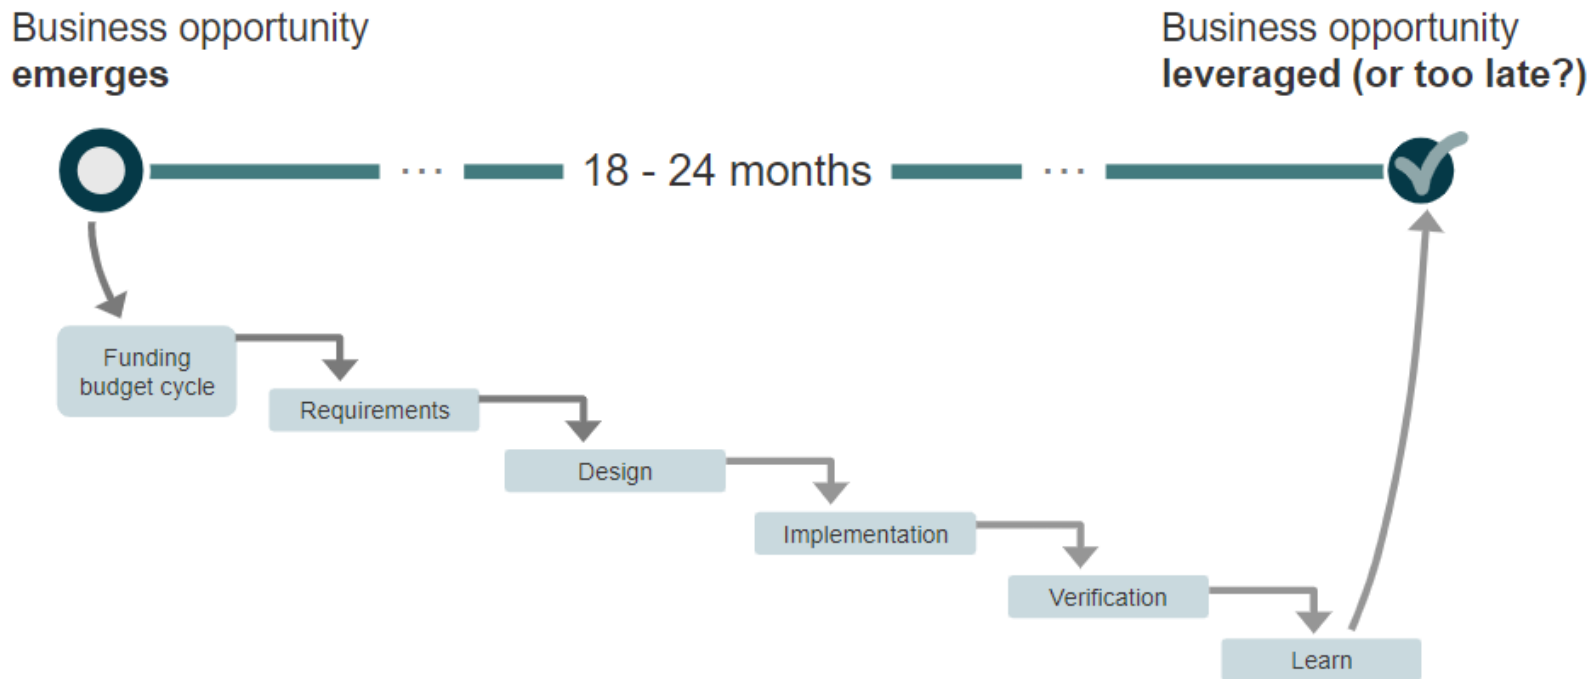 Business opportunity
emerges
Business opportunity
leveraged (or too late?)
... 18 - 24 months ...
Funding
budget cycle
Requirements
Design
Implementation
Verification
Learn